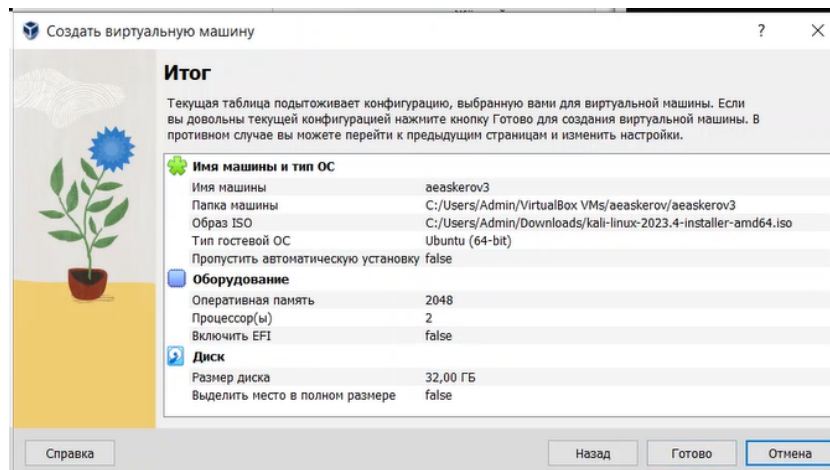 Создать виртуальную машину
?
Итог
Текущая таблица подытоживает конфигурацию, выбранную вами для виртуальной машины. Если
вы довольны текущей конфигурацией нажмите кнопку Готово для создания виртуальной машины. В
противном случае вы можете перейти к предыдущим страницам и изменить настройки.
Имя машины и тип ОС
Имя машины aeaskerov3
Папка машины C:/Users/Admin/VirtualBox VMs/aeaskerov/aeaskerov3
Образ ISO C:/Users/Admin/Downloads/kali-linux-2023.4-installer-amd64.iso
Тип гостевой ОС Ubuntu (64-bit)
Пропустить автоматическую установку false
Оборудование
Оперативная память 2048
Процессор(ы) 2
Включить EFI false
Диск
Размер диска 32,00 ГБ
Выделить место в полном размере false
Справка Назад Готово Отмена